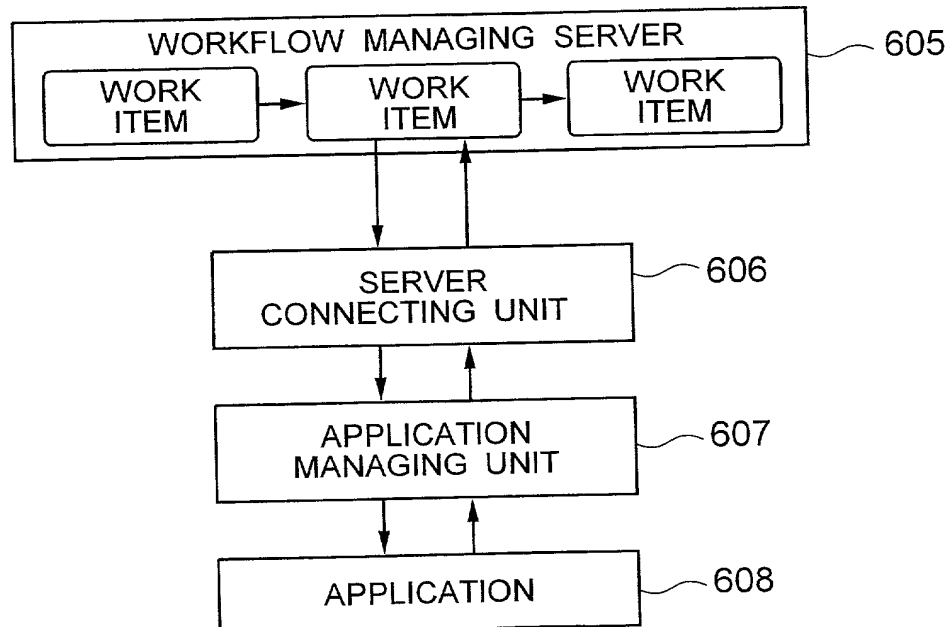 WORKFLOW MANAGING SERVER
605
WORK
ITEM
WORK
ITEM
WORK
ITEM
SERVER
CONNECTING UNIT
606
APPLICATION
MANAGING UNIT
607
APPLICATION
608